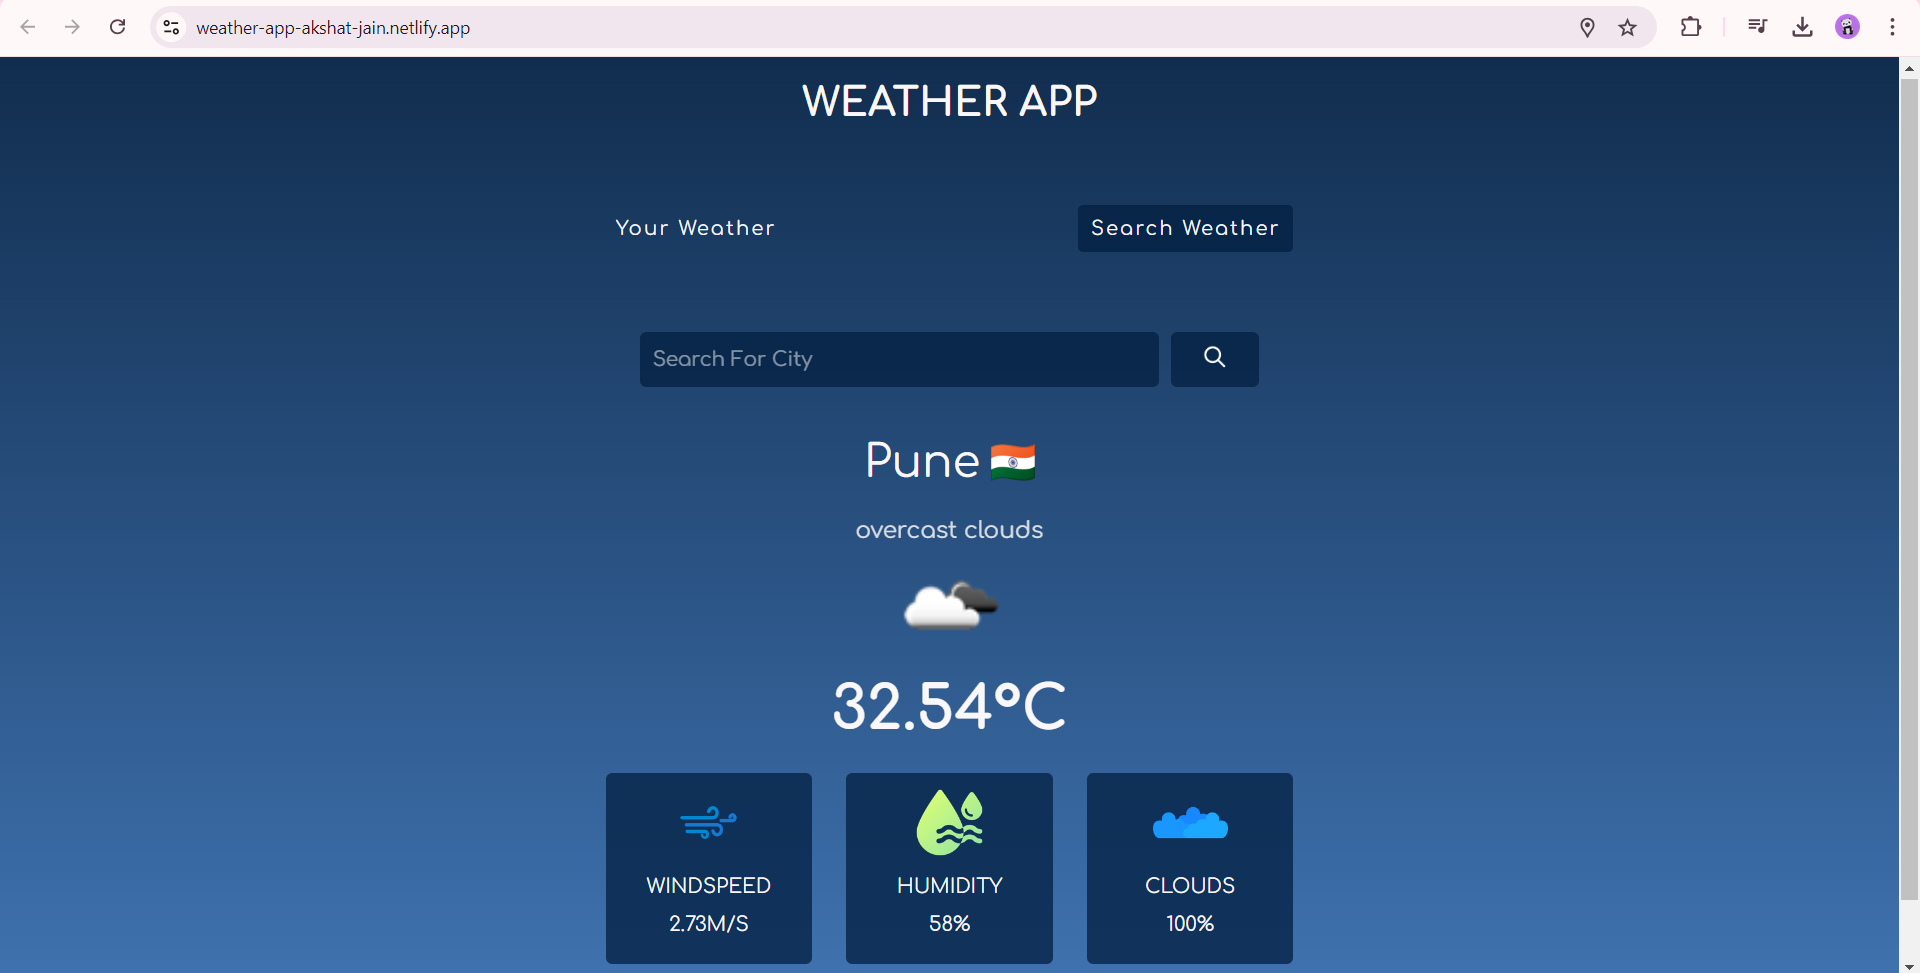 weather-app-akshat-jain.netlify.app
WEATHER APP
Your Weather
Search Weather
Search For City
Pune
overcast clouds
32.54°C
WINDSPEED
2.73M/S
HUMIDITY
58%
CLOUDS
100%